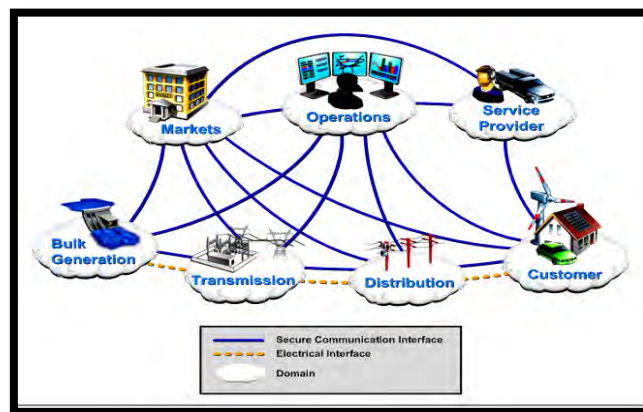 Markets
Operations
Service
Provider
Bulk
Generation
Transmission
Distribution
Customer
Secure Communication Interface
Electrical Interface
Domain